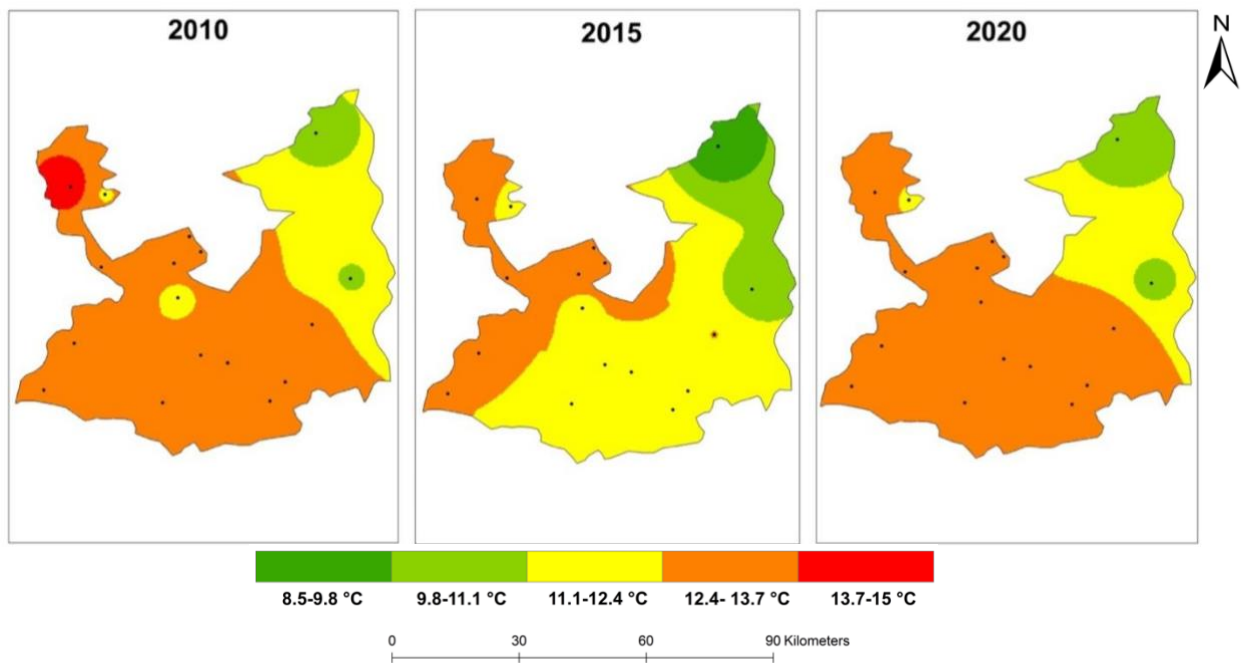 2010
2015
2020
N
8.5-9.8 °C
9.8-11.1 °C
11.1-12.4 °C
12.4- 13.7 °C
13.7-15 °C
0
30
60
90 Kilometers